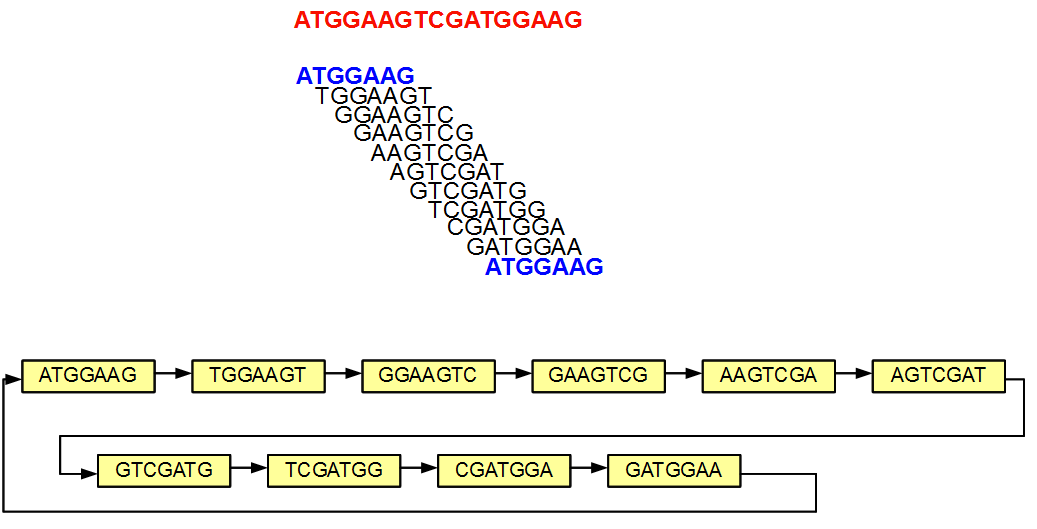 ATGGAAGTCGATGGAAG
ATGGAAG
TGGAAGT
GGAAGTC
GAAGTCG
AAGTCGA
AGTCGAT
GTCGATG
TCGATGG
CGATGGA
GATGGAA
ATGGAAG
ATGGAAG TGGAAGT GGAAGTC GAAGTCG AAGTCGA AGTCGAT
GTCGATG TCGATGG CGATGGA GATGGAA